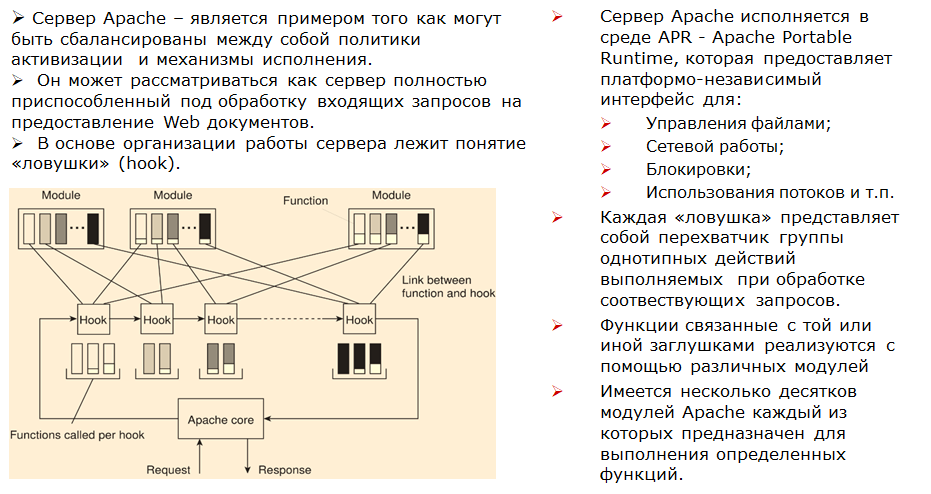 ➢ Сервер Apache – является примером того как могут
быть сбалансированы между собой политики
активизации и механизмы исполнения.
➢ Он может рассматриваться как сервер полностью
приспособленный под обработку входящих запросов на
предоставление Web документов.
➢ В основе организации работы сервера лежит понятие
«ловушки» (hook).
Module
Module
Function
Module
...
...
...
Link between
function and hook
Hook
Hook
Hook
Hook
Functions called per hook
Apache core
Request
Response
➢ Сервер Apache исполняется в
среде APR - Apache Portable
Runtime, которая предоставляет
платформо-независимый
интерфейс для:
➢ Управления файлами;
➢ Сетевой работы;
➢ Блокировки;
➢ Использования потоков и т.п.
➢ Каждая «ловушка» представляет
собой перехватчик группы
однотипных действий
выполняемых при обработке
соотвествующих запросов.
➢ Функции связанные с той или
иной заглушками реализуются с
помощью различных модулей
➢ Имеется несколько десятков
модулей Apache каждый из
которых предназначен для
выполнения определенных
функций.